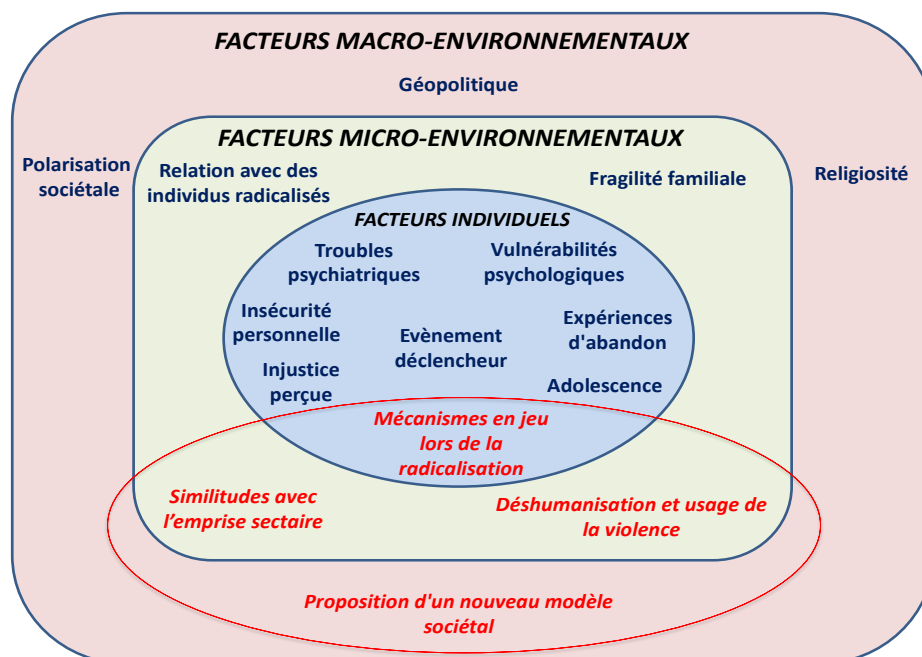 FACTEURS MACRO-ENVIRONNEMENTAUX
Géopolitique
FACTEURS MICRO-ENVIRONNEMENTAUX
Polarisation
sociétale
Relation avec des
individus radicalisés
Fragilité familiale
Religiosité
FACTEURS INDIVIDUELS
Troubles
psychiatriques
Vulnérabilités
psychologiques
Insécurité
personnelle
Evènement
déclencheur
Expériences
d'abandon
Injustice
perçue
Adolescence
Mécanismes en jeu
lors de la
radicalisation
Similitudes avec
l’emprise sectaire
Déshumanisation et usage de
la violence
Proposition d'un nouveau modèle
sociétal